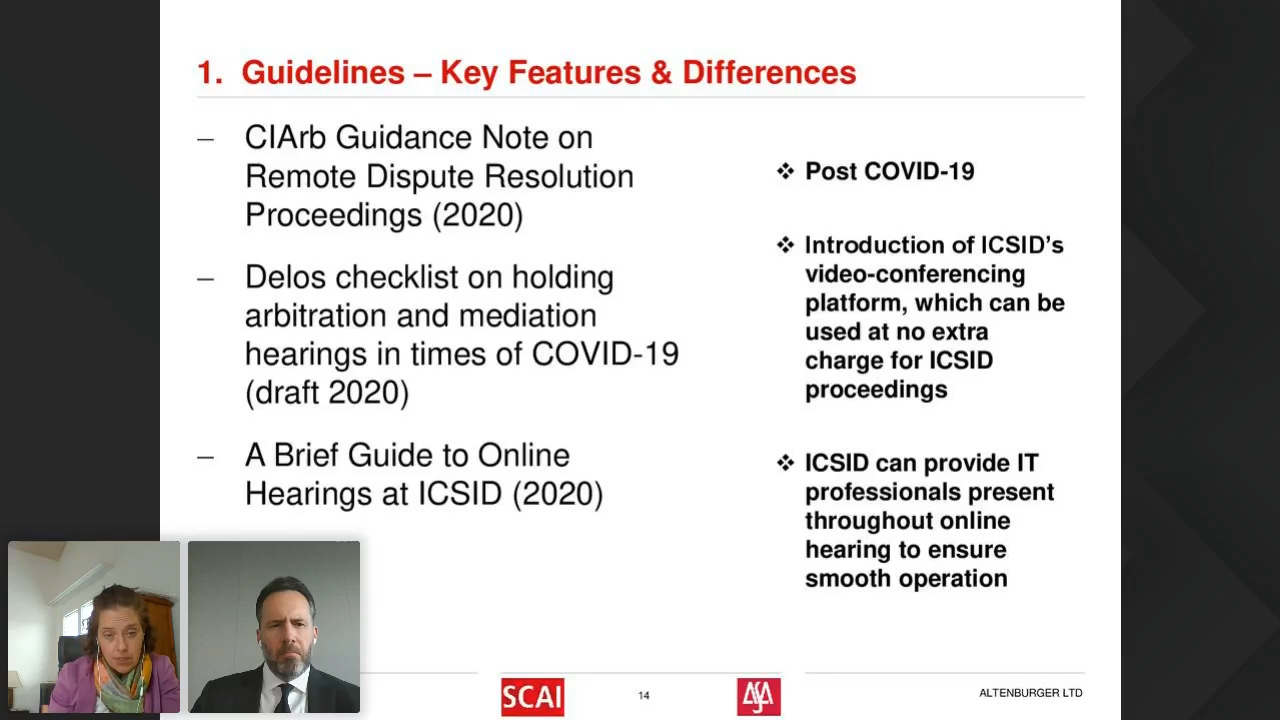 1. Guidelines – Key Features & Differences
– CIArb Guidance Note on
Remote Dispute Resolution
Proceedings (2020)
– Delos checklist on holding
arbitration and mediation
hearings in times of COVID-19
(draft 2020)
– A Brief Guide to Online
Hearings at ICSID (2020)
❖ Post COVID-19
❖ Introduction of ICSID’s
video-conferencing
platform, which can be
used at no extra
charge for ICSID
proceedings
❖ ICSID can provide IT
professionals present
throughout online
hearing to ensure
smooth operation
SCAI
14
ASA
ALTENBURGER LTD